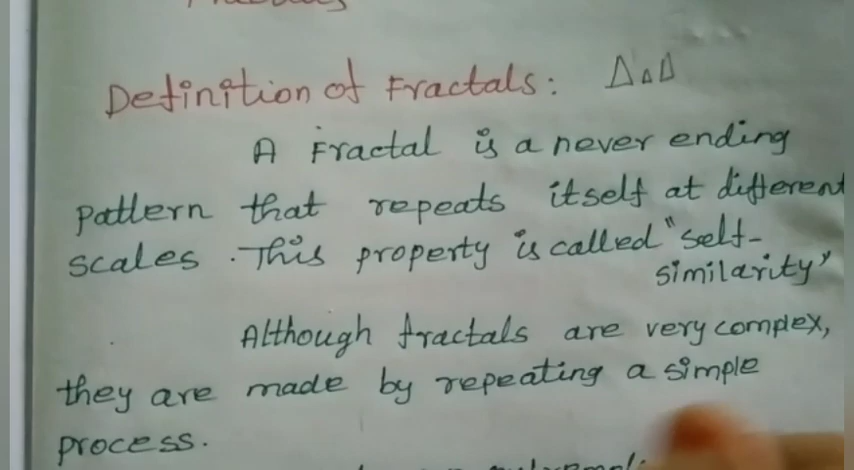 Definition of Fractals:
A Fractal is a never ending
pattern that repeats itself at different
scales. This property is called "self-
similarity"
Although fractals are very complex,
they are made by repeating a simple
process.